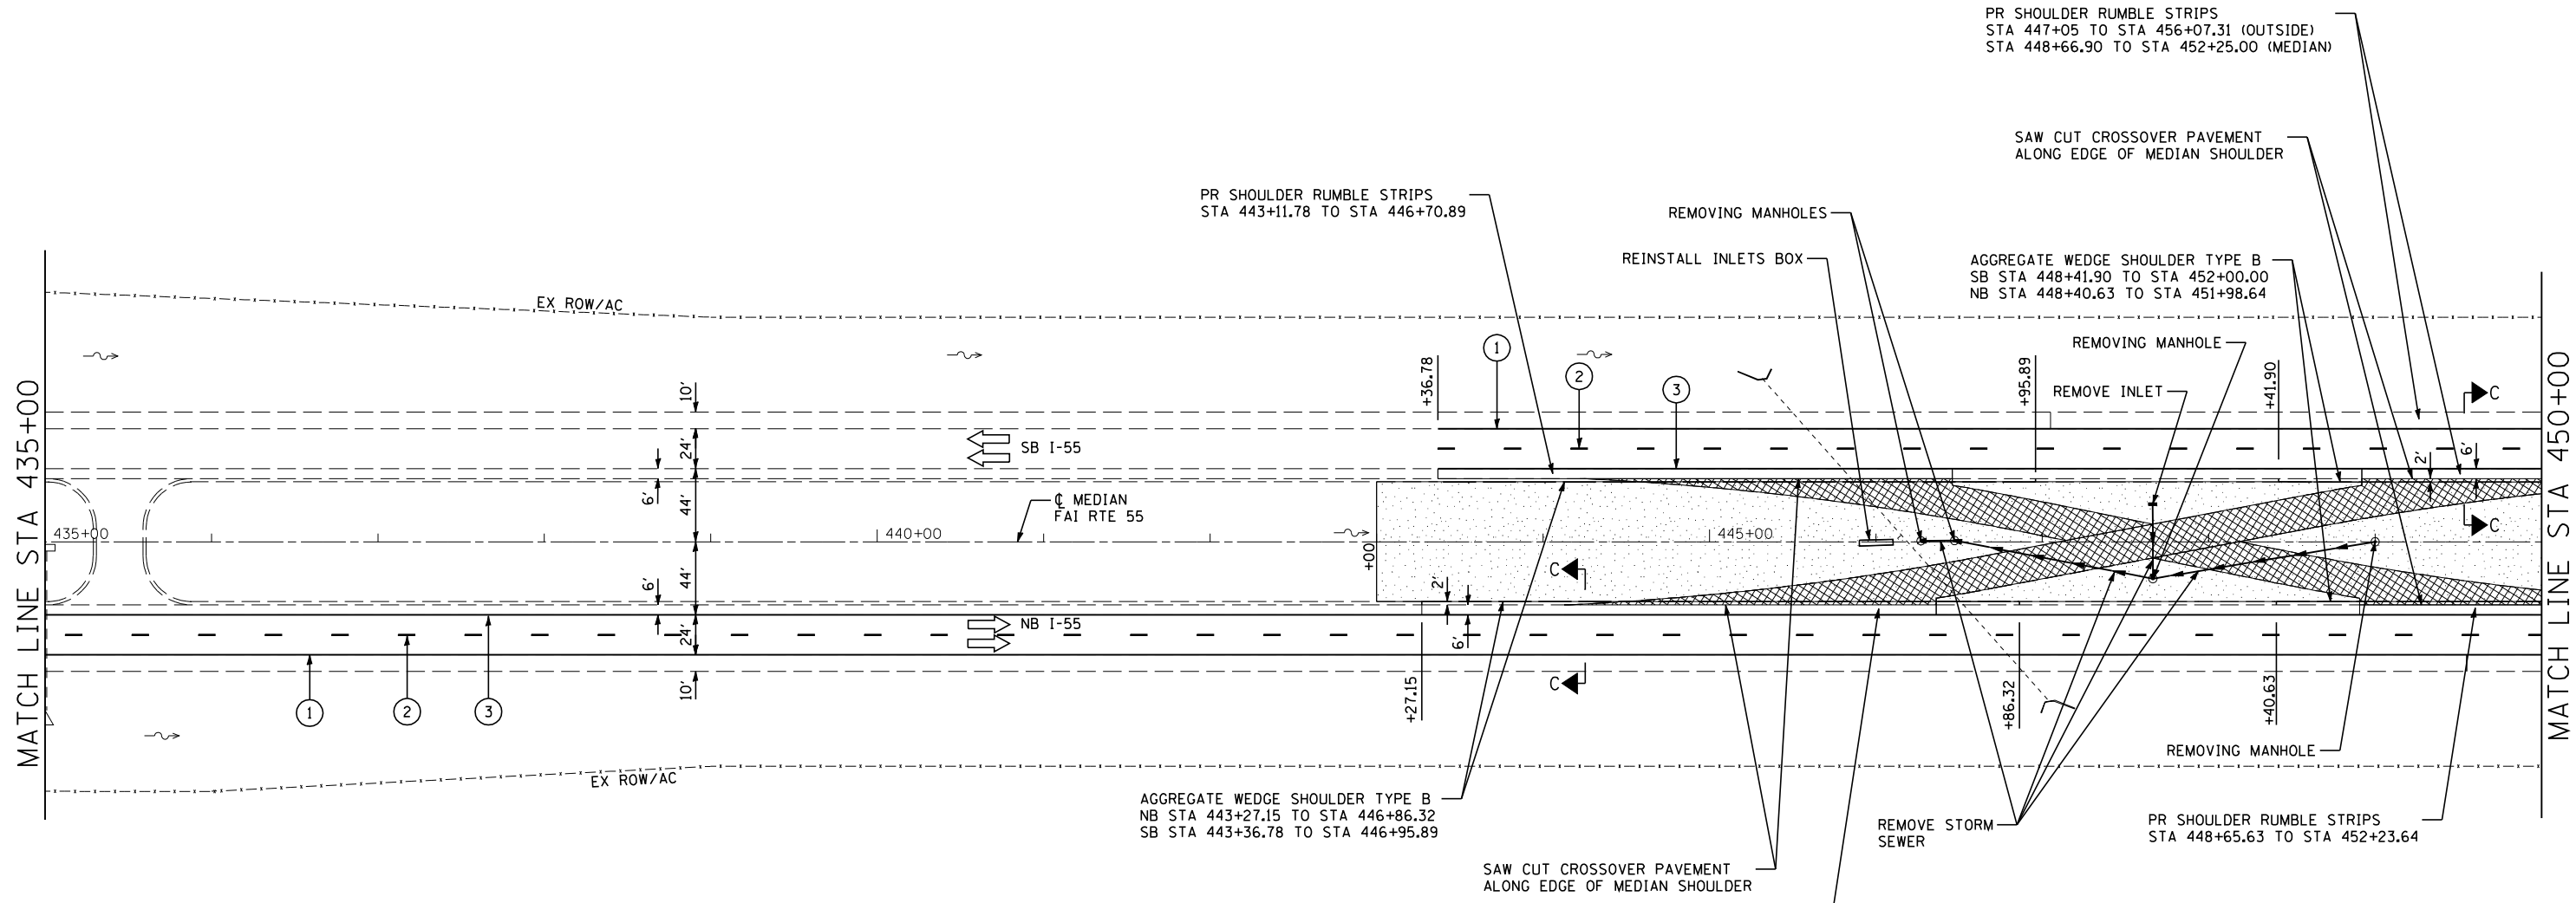 PR SHOULDER RUMBLE STRIPS
STA 447+05 TO STA 456+07.31 (OUTSIDE)
STA 448+66.90 TO STA 452+25.00 (MEDIAN)
SAW CUT CROSSOVER PAVEMENT
ALONG EDGE OF MEDIAN SHOULDER
PR SHOULDER RUMBLE STRIPS
STA 443+11.78 TO STA 446+70.89
REMOVING MANHOLES
REINSTALL INLETS BOX
AGGREGATE WEDGE SHOULDER TYPE B
SB STA 448+41.90 TO STA 452+00.00
NB STA 448+40.63 TO STA 451+98.64
EX ROW/AC
REMOVING MANHOLE
REMOVE INLET
MATCH LINE STA 435+00
MATCH LINE STA 450+00
10'
24'
6'
44'
44'
6'
24'
10'
SB I-55
NB I-55
℄ MEDIAN
FAI RTE 55
435+00
440+00
445+00
+00
+36.78
1
2
3
+95.89
+41.90
C
C
2'
6'
C
C
2'
6'
+27.15
+86.32
+40.63
1
2
3
EX ROW/AC
REMOVING MANHOLE
AGGREGATE WEDGE SHOULDER TYPE B
NB STA 443+27.15 TO STA 446+86.32
SB STA 443+36.78 TO STA 446+95.89
REMOVE STORM
SEWER
PR SHOULDER RUMBLE STRIPS
STA 448+65.63 TO STA 452+23.64
SAW CUT CROSSOVER PAVEMENT
ALONG EDGE OF MEDIAN SHOULDER